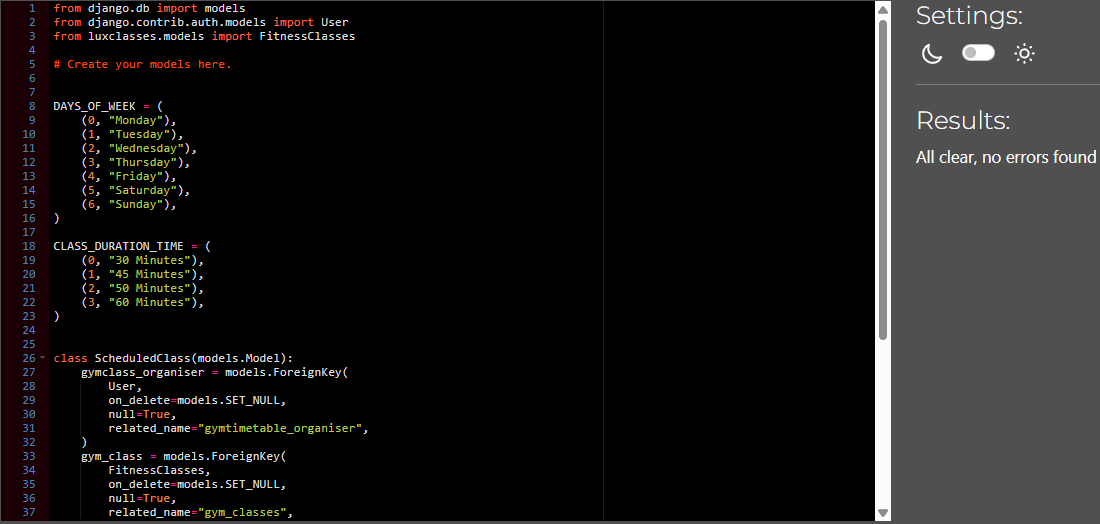 1 from django.db import models
2 from django.contrib.auth.models import User
3 from luxclasses.models import FitnessClasses
4
5 # Create your models here.
6
7
8 DAYS_OF_WEEK = (
9     (0, "Monday"),
10     (1, "Tuesday"),
11     (2, "Wednesday"),
12     (3, "Thursday"),
13     (4, "Friday"),
14     (5, "Saturday"),
15     (6, "Sunday"),
16 )
17
18 CLASS_DURATION_TIME = (
19     (0, "30 Minutes"),
20     (1, "45 Minutes"),
21     (2, "50 Minutes"),
22     (3, "60 Minutes"),
23 )
24
25
26 class ScheduledClass(models.Model):
27     gymclass_organiser = models.ForeignKey(
28         User,
29         on_delete=models.SET_NULL,
30         null=True,
31         related_name="gymtimetable_organiser",
32     )
33     gym_class = models.ForeignKey(
34         FitnessClasses,
35         on_delete=models.SET_NULL,
36         null=True,
37         related_name="gym_classes",
Settings:
Results:
All clear, no errors found